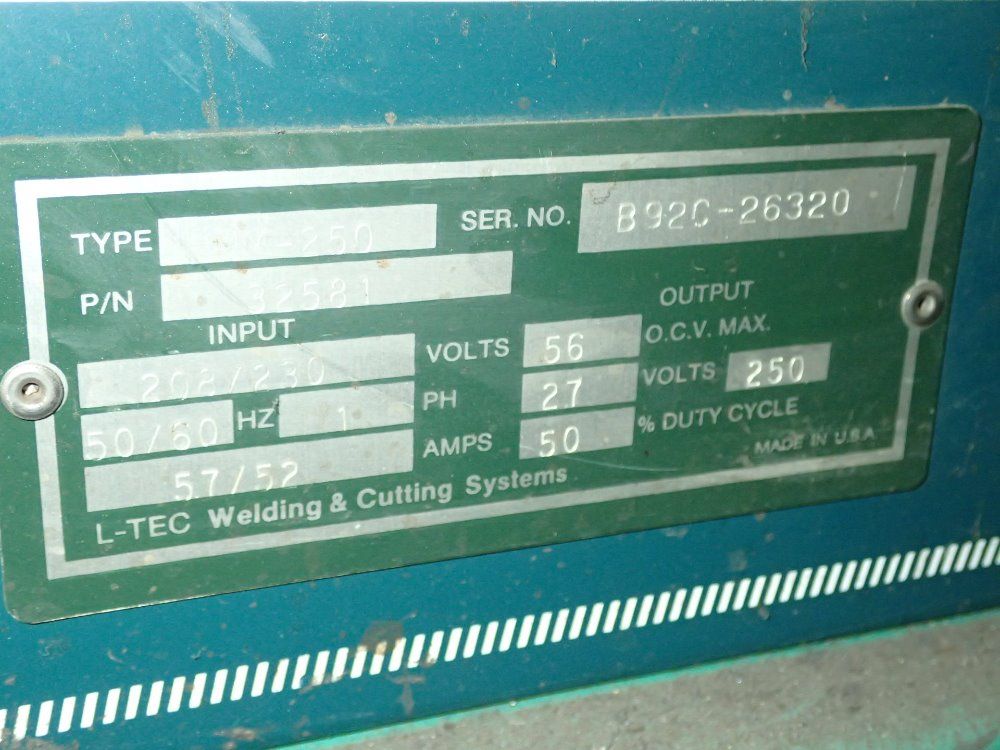 TYPE -250 SER. NO. B92C-26320
P/N 32581
INPUT OUTPUT
208/230 VOLTS 56 O.C.V. MAX.
50/60 HZ 1 PH 27 VOLTS 250
57/52 AMPS 50 % DUTY CYCLE
MADE IN U.S.A
L-TEC Welding & Cutting Systems